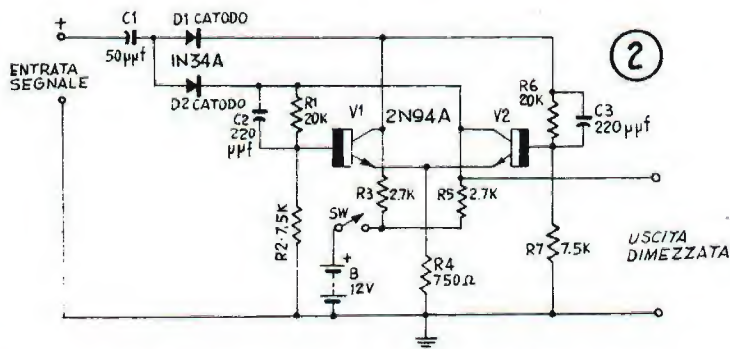 C1
50µµf
D1 CATODO
1N34A
D2 CATODO
+
ENTRATA
SEGNALE
C2
220
µµf
R1
20K
V1
2N94A
V2
R6
20K
C3
220µµf
2
R2·7.5K
R3
2.7K
R5
2.7K
SW
+
B
12V
R4
750Ω
R7
7.5K
USCITA
DIMEZZATA